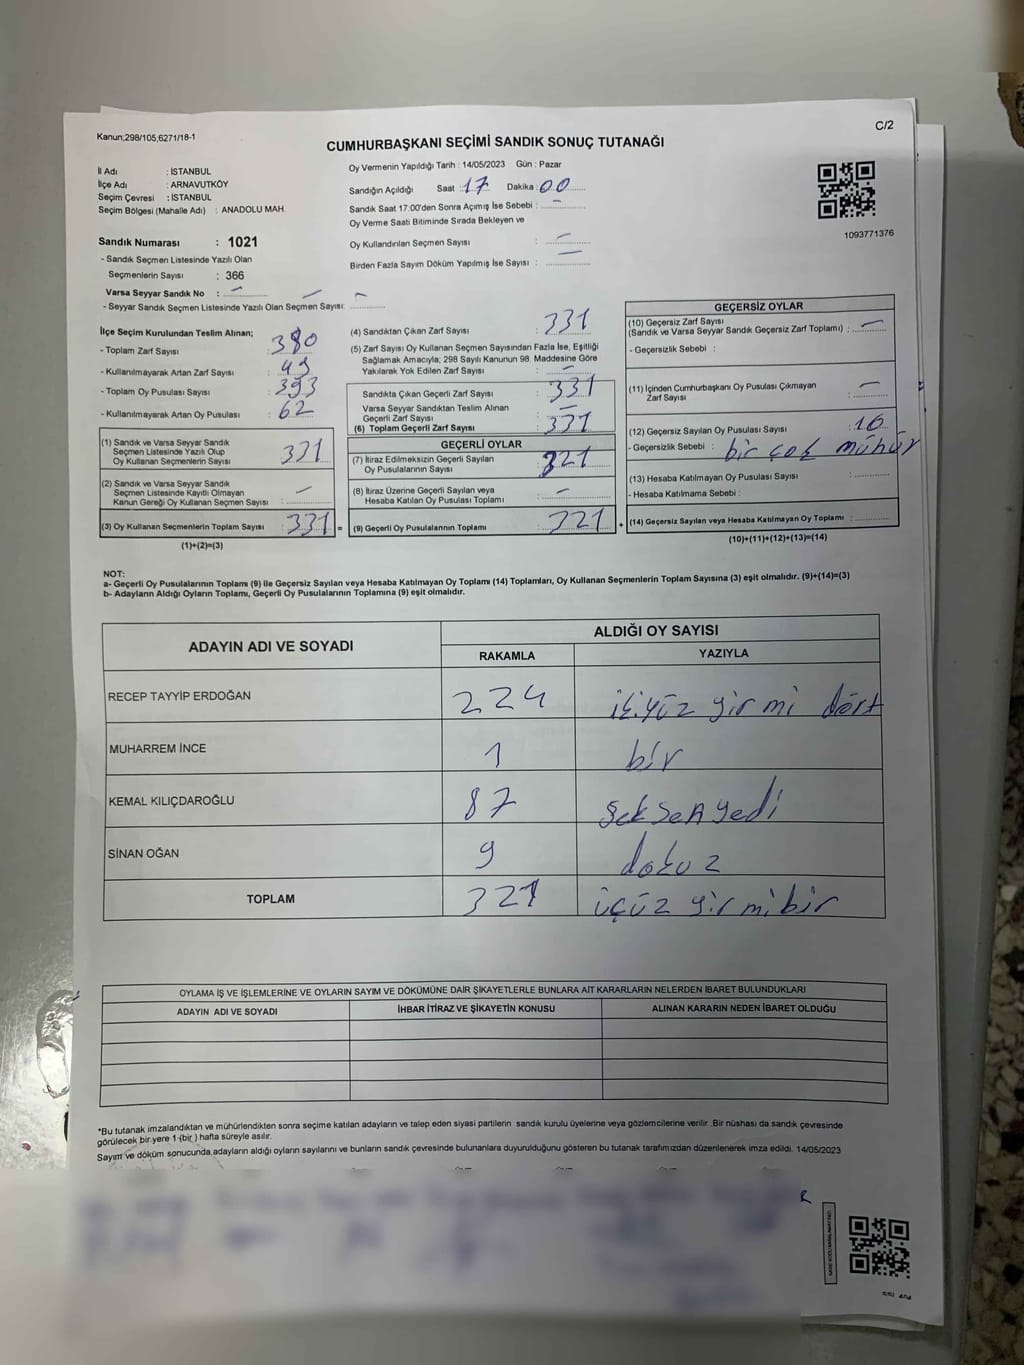 Kanun;298/105;6271/18-1
C/2
CUMHURBAŞKANI SEÇİMİ SANDIK SONUÇ TUTANAĞI
İl Adı : İSTANBUL
İlçe Adı : ARNAVUTKÖY
Seçim Çevresi : İSTANBUL
Seçim Bölgesi (Mahalle Adı) : ANADOLU MAH.
Sandık Numarası : 1021
- Sandık Seçmen Listesinde Yazılı Olan
Seçmenlerin Sayısı : 366
Varsa Seyyar Sandık No : –
- Seyyar Sandık Seçmen Listesinde Yazılı Olan Seçmen Sayısı: –
Oy Vermenin Yapıldığı Tarih : 14/05/2023 Gün : Pazar
Sandığın Açıldığı Saat : 17 Dakika : 00
Sandık Saat 17:00'den Sonra Açımış İse Sebebi : –
Oy Verme Saati Bitiminde Sırada Bekleyen ve
Oy Kullandırılan Seçmen Sayısı : –
Birden Fazla Sayım Döküm Yapılmış İse Sayısı : –
1093771376
İlçe Seçim Kurulundan Teslim Alınan;
- Toplam Zarf Sayısı : 380
- Kullanılmayarak Artan Zarf Sayısı : 49
- Toplam Oy Pusulası Sayısı : 393
- Kullanılmayarak Artan Oy Pusulası : 62
(1) Sandık ve Varsa Seyyar Sandık
Seçmen Listesinde Yazılı Olup
Oy Kullanan Seçmenlerin Sayısı : 331
(2) Sandık ve Varsa Seyyar Sandık
Seçmen Listesinde Kayıtlı Olmayan
Kanun Gereği Oy Kullanan Seçmen Sayısı : –
(3) Oy Kullanan Seçmenlerin Toplam Sayısı : 331 =
(1)+(2)=(3)
(4) Sandıktan Çıkan Zarf Sayısı : 331
(5) Zarf Sayısı Oy Kullanan Seçmen Sayısından Fazla İse, Eşitliği
Sağlamak Amacıyla; 298 Sayılı Kanunun 98. Maddesine Göre
Yakılarak Yok Edilen Zarf Sayısı : –
Sandıkta Çıkan Geçerli Zarf Sayısı : 331
Varsa Seyyar Sandıktan Teslim Alınan
Geçerli Zarf Sayısı : –
(6) Toplam Geçerli Zarf Sayısı : 331
GEÇERLİ OYLAR
(7) İtiraz Edilmeksizin Geçerli Sayılan
Oy Pusulalarının Sayısı : 321
(8) İtiraz Üzerine Geçerli Sayılan veya
Hesaba Katılan Oy Pusulası Toplamı : –
(9) Geçerli Oy Pusulalarının Toplamı : 321 +
GEÇERSİZ OYLAR
(10) Geçersiz Zarf Sayısı
(Sandık ve Varsa Seyyar Sandık Geçersiz Zarf Toplamı) : –
- Geçersizlik Sebebi :
(11) İçinden Cumhurbaşkanı Oy Pusulası Çıkmayan
Zarf Sayısı : –
(12) Geçersiz Sayılan Oy Pusulası Sayısı : 10
- Geçersizlik Sebebi : bir çok mühür
(13) Hesaba Katılmayan Oy Pusulası Sayısı :
- Hesaba Katılmama Sebebi :
(14) Geçersiz Sayılan veya Hesaba Katılmayan Oy Toplamı :
(10)+(11)+(12)+(13)=(14)
NOT:
a- Geçerli Oy Pusulalarının Toplamı (9) ile Geçersiz Sayılan veya Hesaba Katılmayan Oy Toplamı (14) Toplamları, Oy Kullanan Seçmenlerin Toplam Sayısına (3) eşit olmalıdır. (9)+(14)=(3)
b- Adayların Aldığı Oyların Toplamı, Geçerli Oy Pusulalarının Toplamına (9) eşit olmalıdır.
ADAYIN ADI VE SOYADI ALDIĞI OY SAYISI
RAKAMLA YAZIYLA
RECEP TAYYİP ERDOĞAN 224 ikiyüz yirmi dört
MUHARREM İNCE 1 bir
KEMAL KILIÇDAROĞLU 87 seksen yedi
SİNAN OĞAN 9 dokuz
TOPLAM 321 üçüz yirmi bir
OYLAMA İŞ VE İŞLEMLERİNE VE OYLARIN SAYIM VE DÖKÜMÜNE DAİR ŞİKAYETLERLE BUNLARA AİT KARARLARIN NELERDEN İBARET BULUNDUKLARI
ADAYIN ADI VE SOYADI İHBAR İTİRAZ VE ŞİKAYETİN KONUSU ALINAN KARARIN NEDEN İBARET OLDUĞU
*Bu tutanak imzalandıktan ve mühürlendikten sonra seçime katılan adayların ve talep eden siyasi partilerin sandık kurulu üyelerine veya gözlemcilerine verilir. Bir nüshası da sandık çevresinde
görülecek bir yere 1 (bir ) hafta süreyle asılır.
Sayım ve döküm sonucunda adayların aldığı oyların sayılarını ve bunların sandık çevresinde bulunanlara duyurulduğunu gösteren bu tutanak tarafımızdan düzenlenerek imza edildi. 14/05/2023